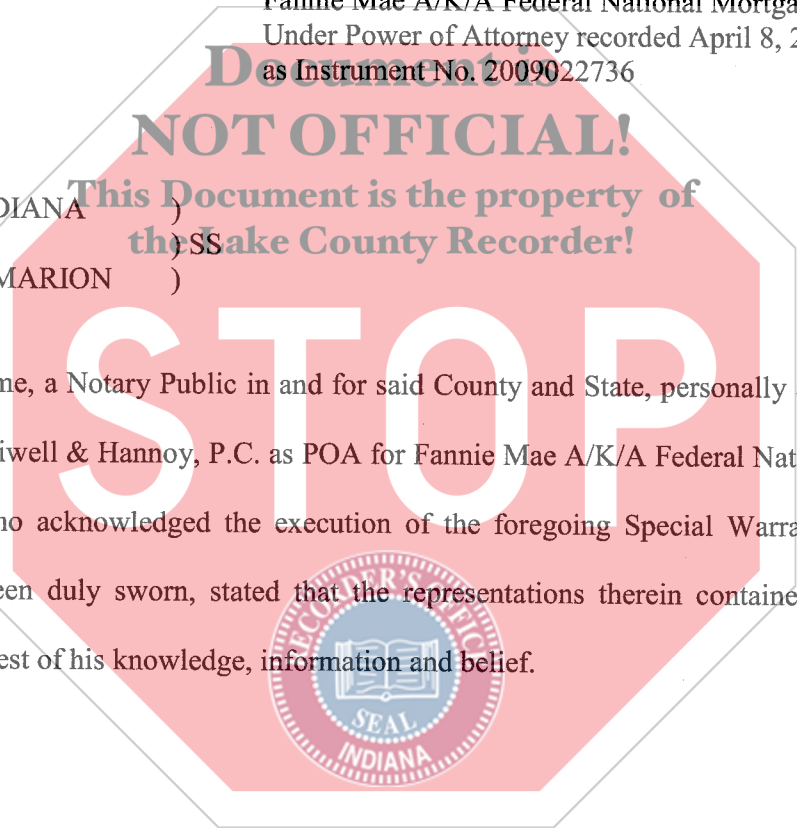 Fannie Mae A/K/A Federal National Mortga
Under Power of Attorney recorded April 8, 2
as Instrument No. 2009022736
Document is
NOT OFFICIAL!
This Document is the property of
the Lake County Recorder!
DIANA )
) SS
MARION )
STOP
me, a Notary Public in and for said County and State, personally
iwell & Hannoy, P.C. as POA for Fannie Mae A/K/A Federal Nat
no acknowledged the execution of the foregoing Special Warra
een duly sworn, stated that the representations therein containe
est of his knowledge, information and belief.
RECORDER'S OFFICE
SEAL
INDIANA